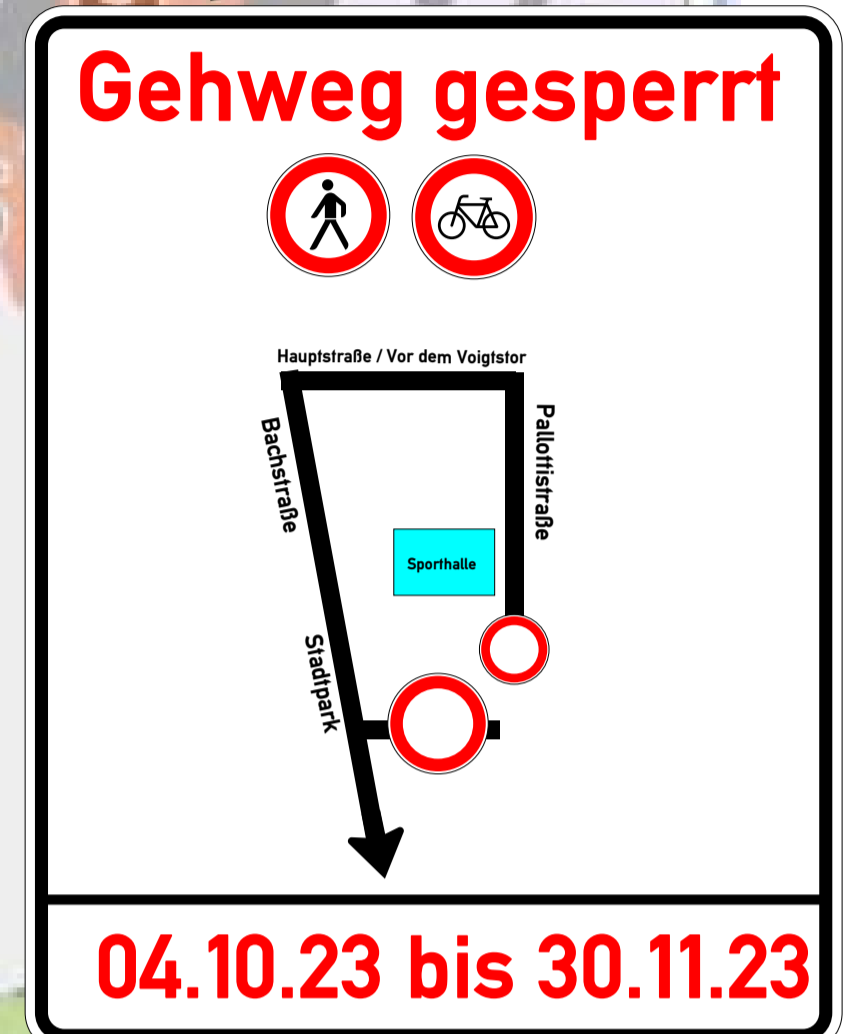 Gehweg gesperrt
Hauptstraße / Vor dem Voigtstor
Bachstraße
Pallottistraße
Sporthalle
Stadtpark
04.10.23 bis 30.11.23